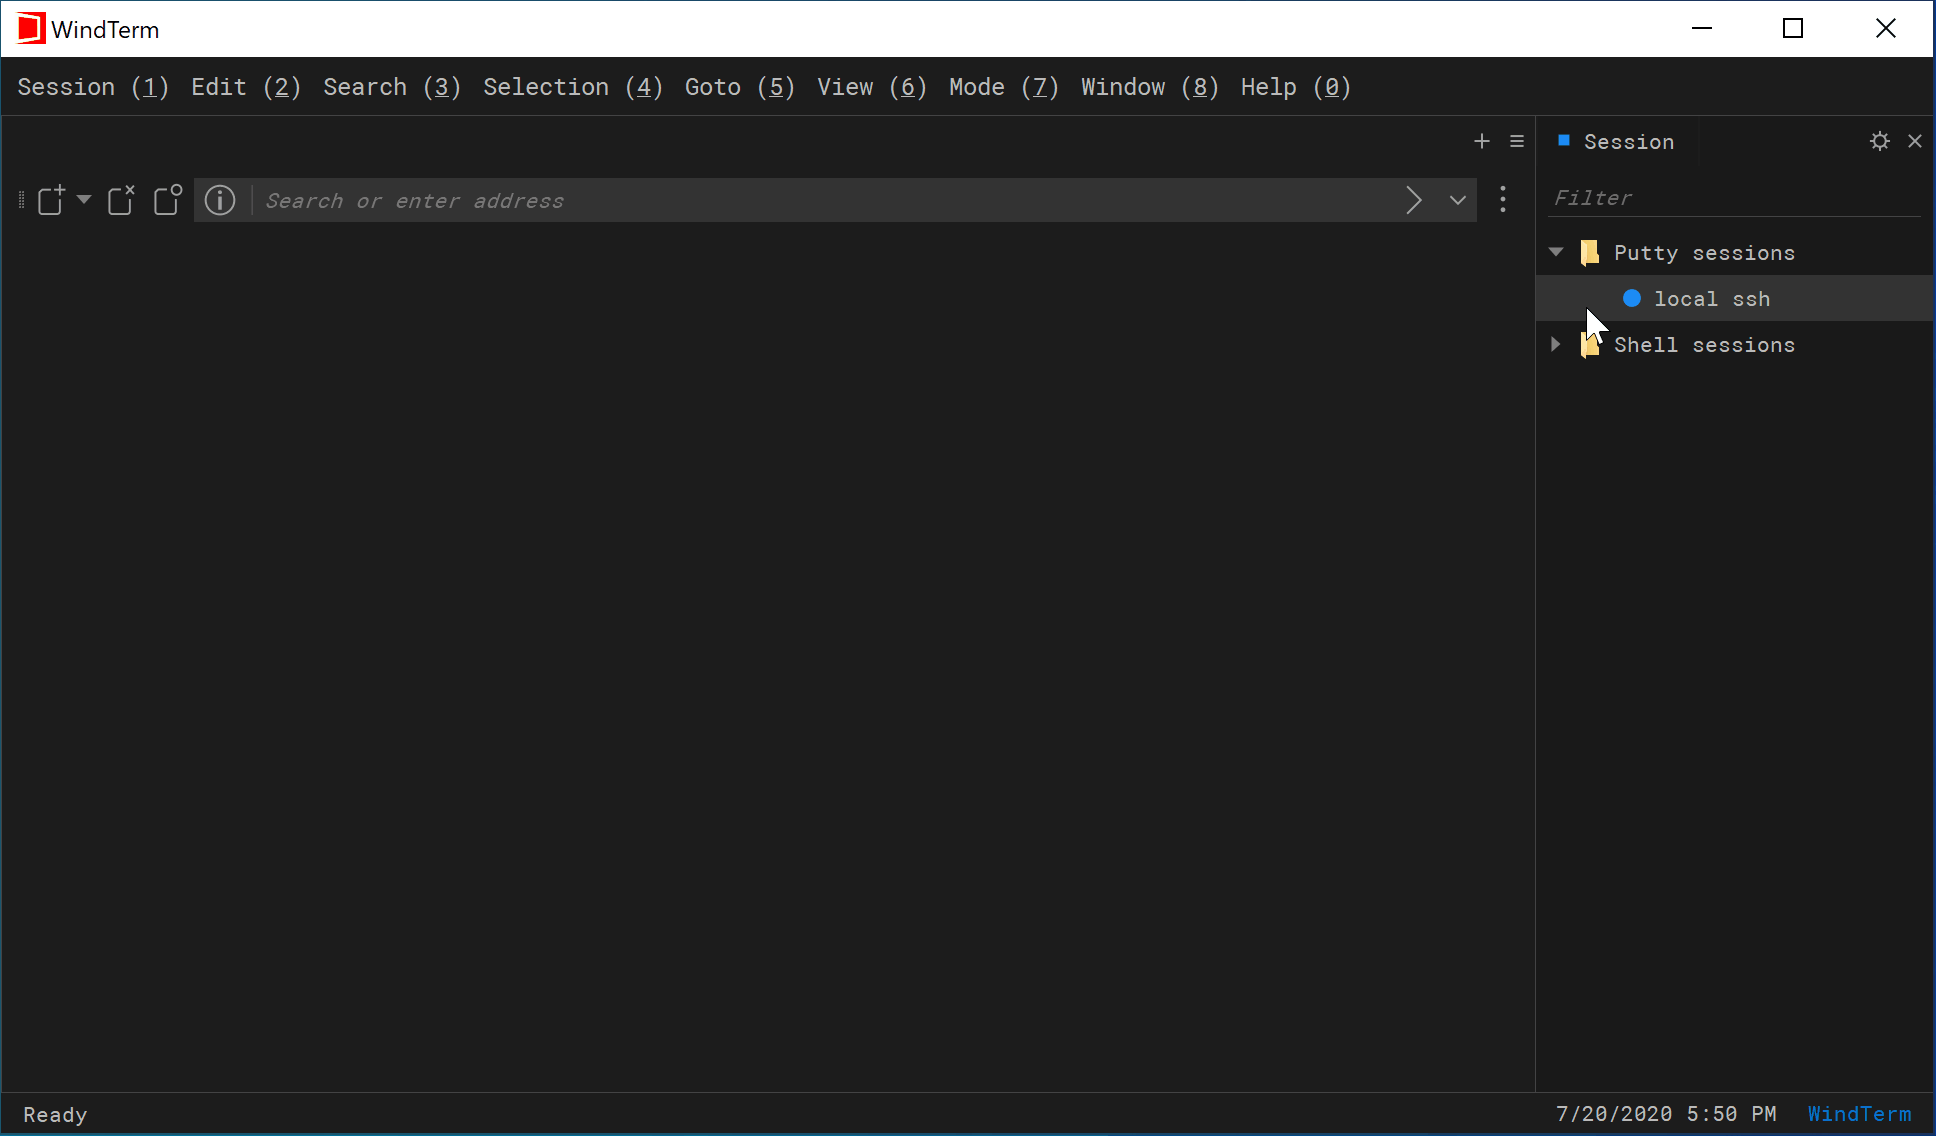 WindTerm
Session (1) Edit (2) Search (3) Selection (4) Goto (5) View (6) Mode (7) Window (8) Help (0)
Session
Search or enter address
Filter
Putty sessions
local ssh
Shell sessions
Ready
7/20/2020 5:50 PM WindTerm